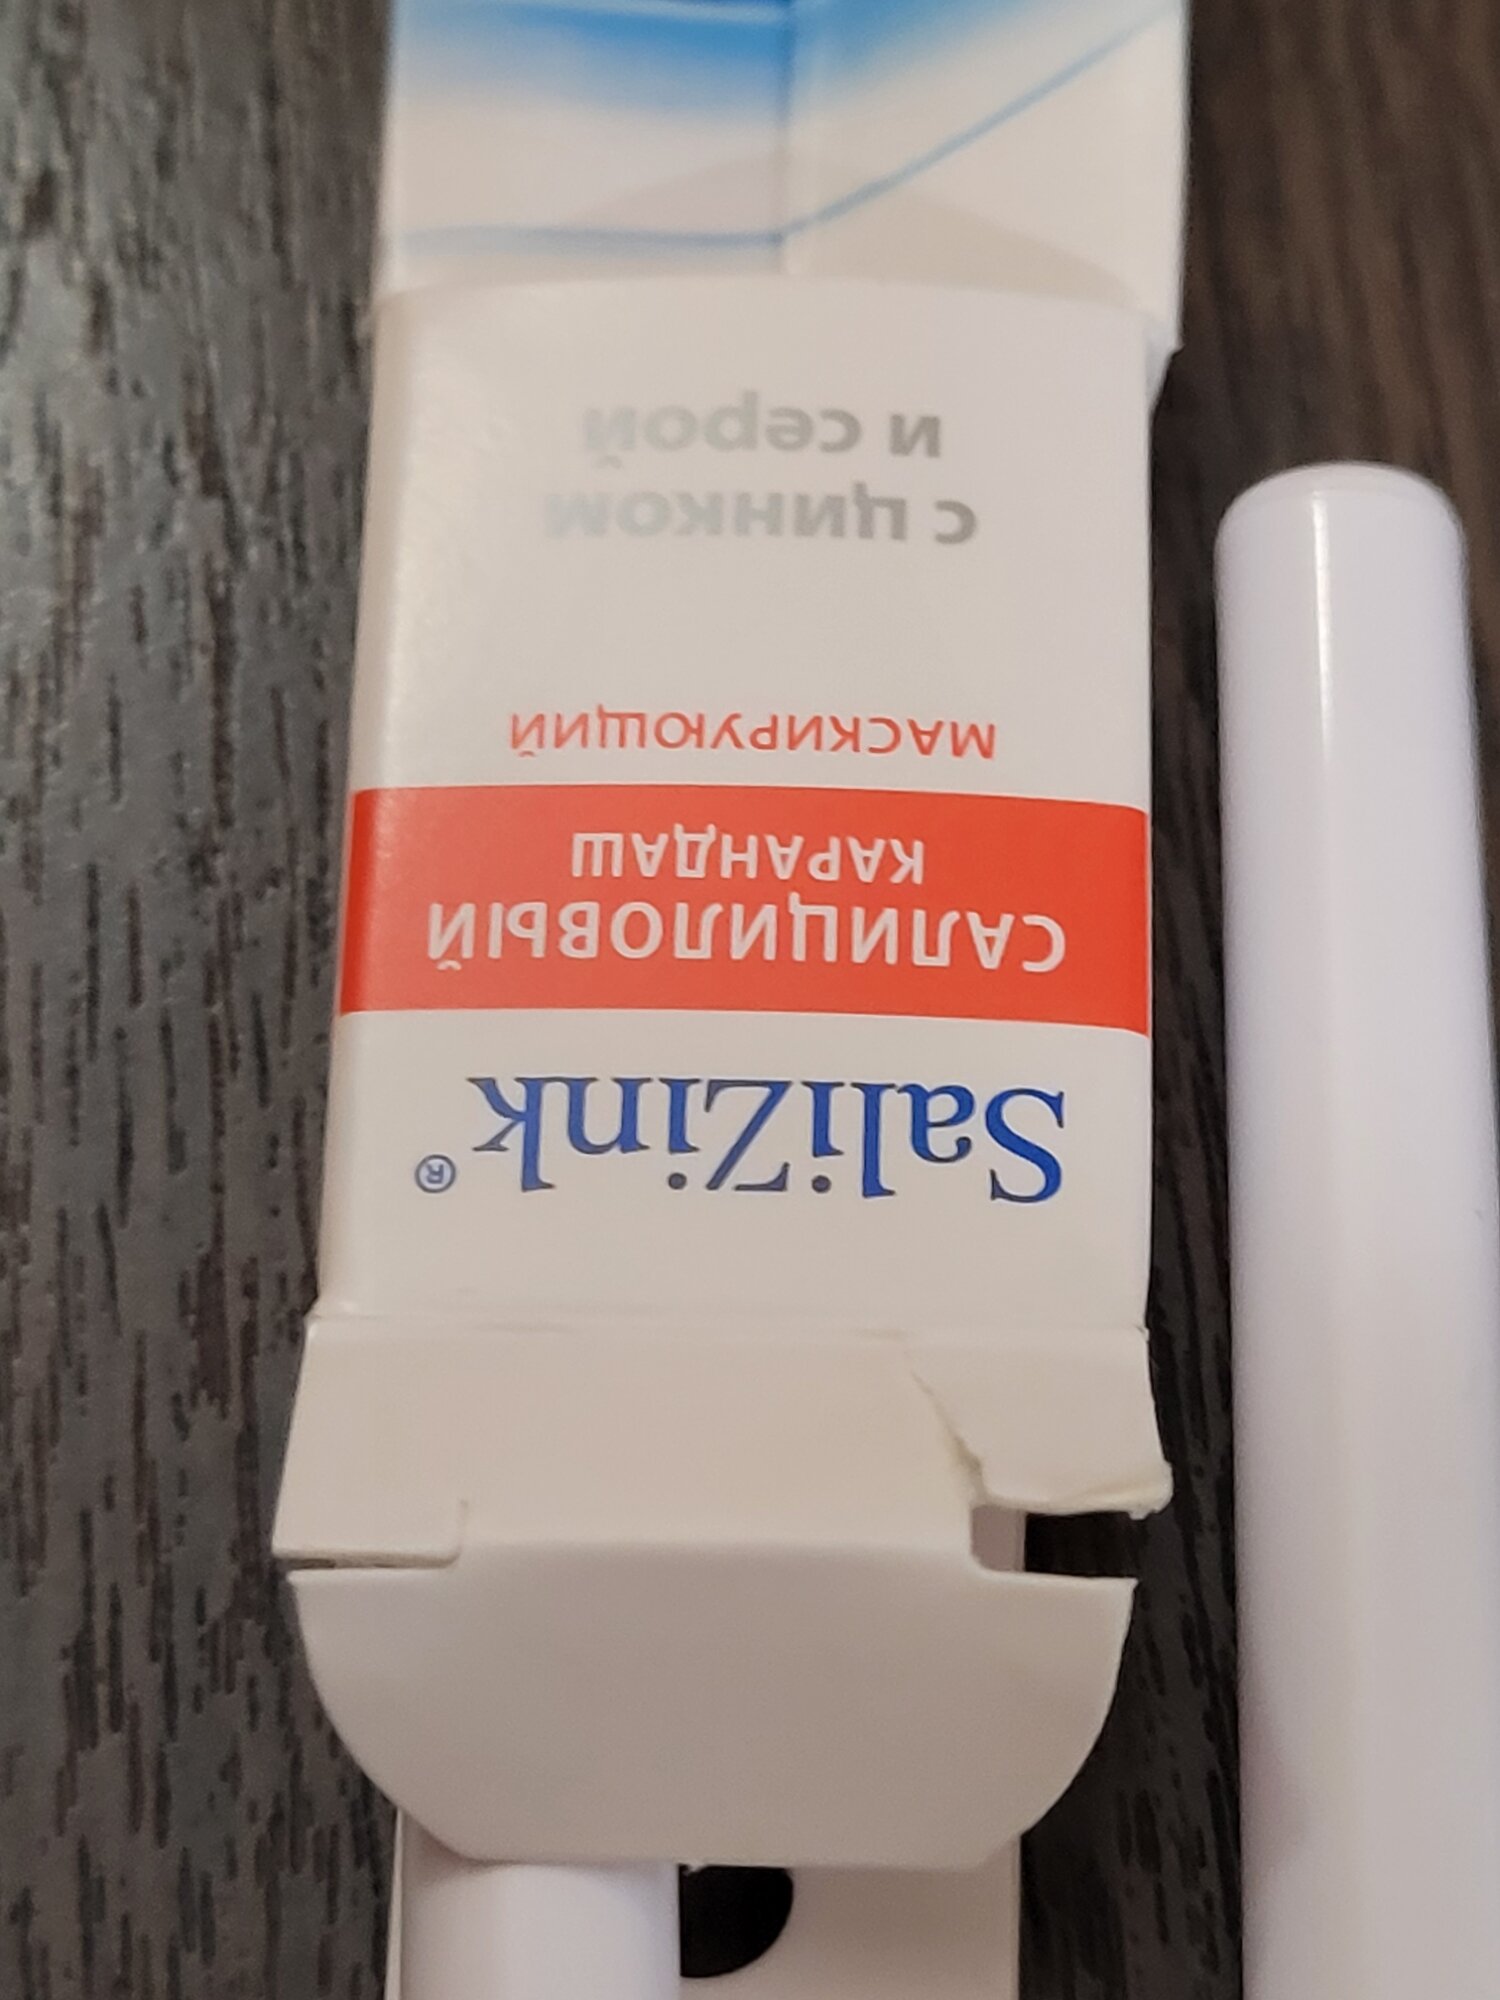 SaliZink®
САЛИЦИЛОВЫЙ
КАРАНДАШ
МАСКИРУЮЩИЙ
с цинком
и серой